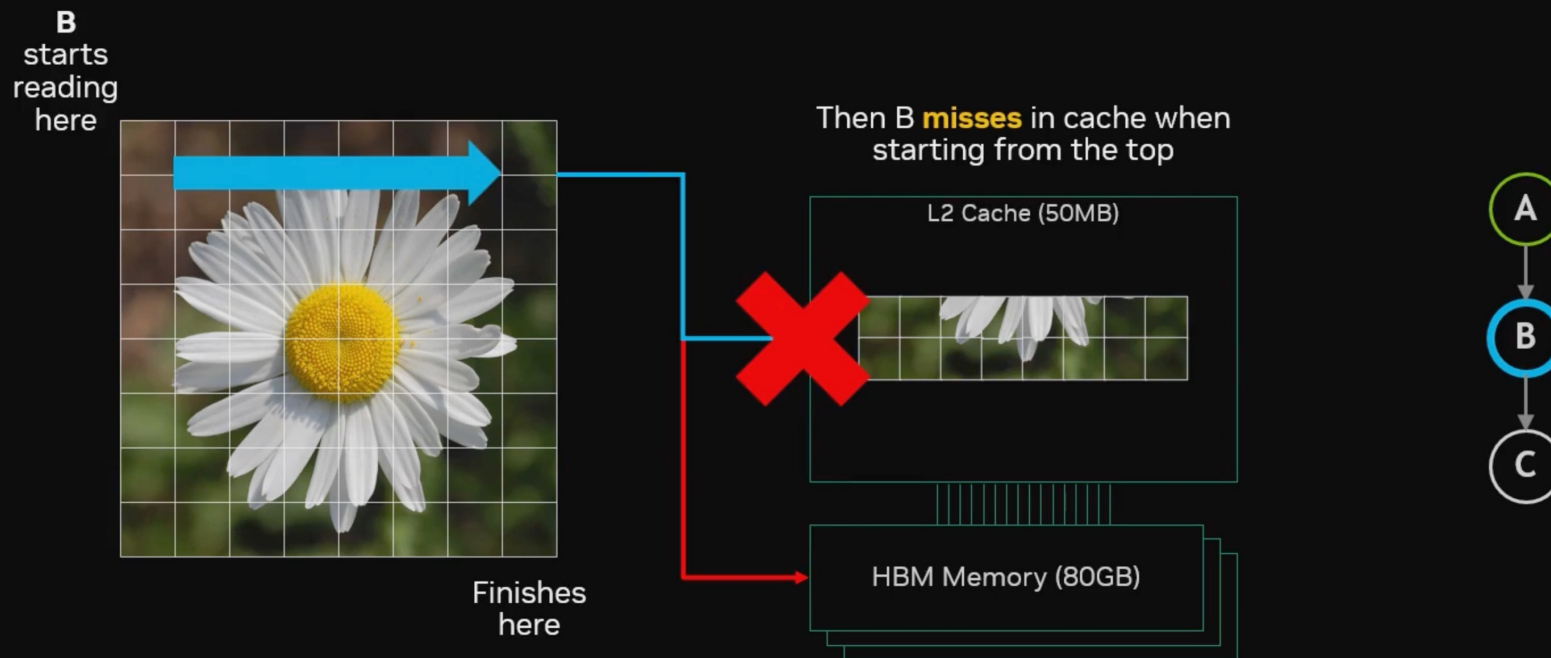 B
starts
reading
here
Finishes
here
Then B misses in cache when
starting from the top
L2 Cache (50MB)
HBM Memory (80GB)
A
B
C